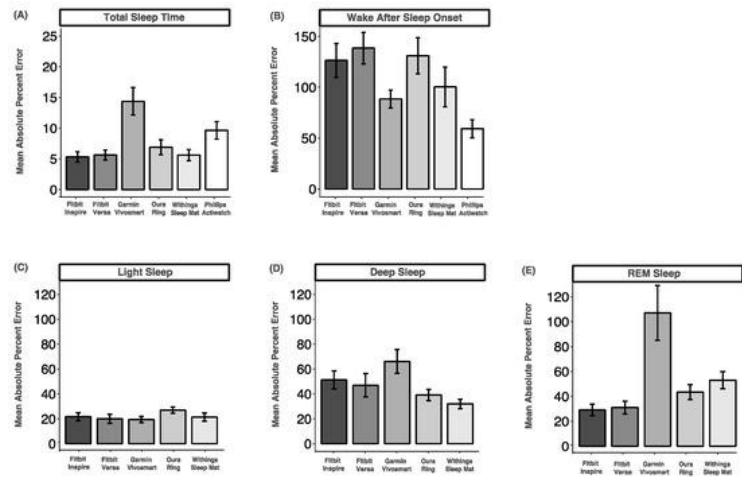 (A)
Total Sleep Time
Mean Absolute Percent Error
25
20
15
10
5
0
Fitbit Inspire
Fitbit Versa
Garmin Vivosmart
Oura Ring
Withings Sleep Mat
Phillips Actiwatch
(B)
Wake After Sleep Onset
Mean Absolute Percent Error
150
100
50
0
Fitbit Inspire
Fitbit Versa
Garmin Vivosmart
Oura Ring
Withings Sleep Mat
Phillips Actiwatch
(C)
Light Sleep
Mean Absolute Percent Error
120
100
80
60
40
20
0
Fitbit Inspire
Fitbit Versa
Garmin Vivosmart
Oura Ring
Withings Sleep Mat
(D)
Deep Sleep
Mean Absolute Percent Error
120
100
80
60
40
20
0
Fitbit Inspire
Fitbit Versa
Garmin Vivosmart
Oura Ring
Withings Sleep Mat
(E)
REM Sleep
Mean Absolute Percent Error
120
100
80
60
40
20
0
Fitbit Inspire
Fitbit Versa
Garmin Vivosmart
Oura Ring
Withings Sleep Mat